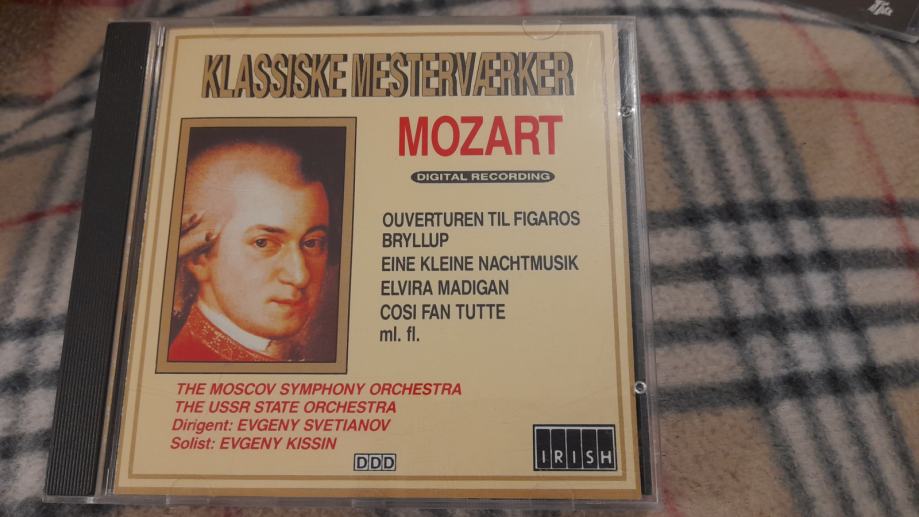 KLASSISKE MESTERVÆRKER
MOZART
DIGITAL RECORDING
OUVERTUREN TIL FIGAROS
BRYLLUP
EINE KLEINE NACHTMUSIK
ELVIRA MADIGAN
COSI FAN TUTTE
ml. fl.
THE MOSCOV SYMPHONY ORCHESTRA
THE USSR STATE ORCHESTRA
Dirigent: EVGENY SVETIANOV
Solist: EVGENY KISSIN
DDD
IRISH